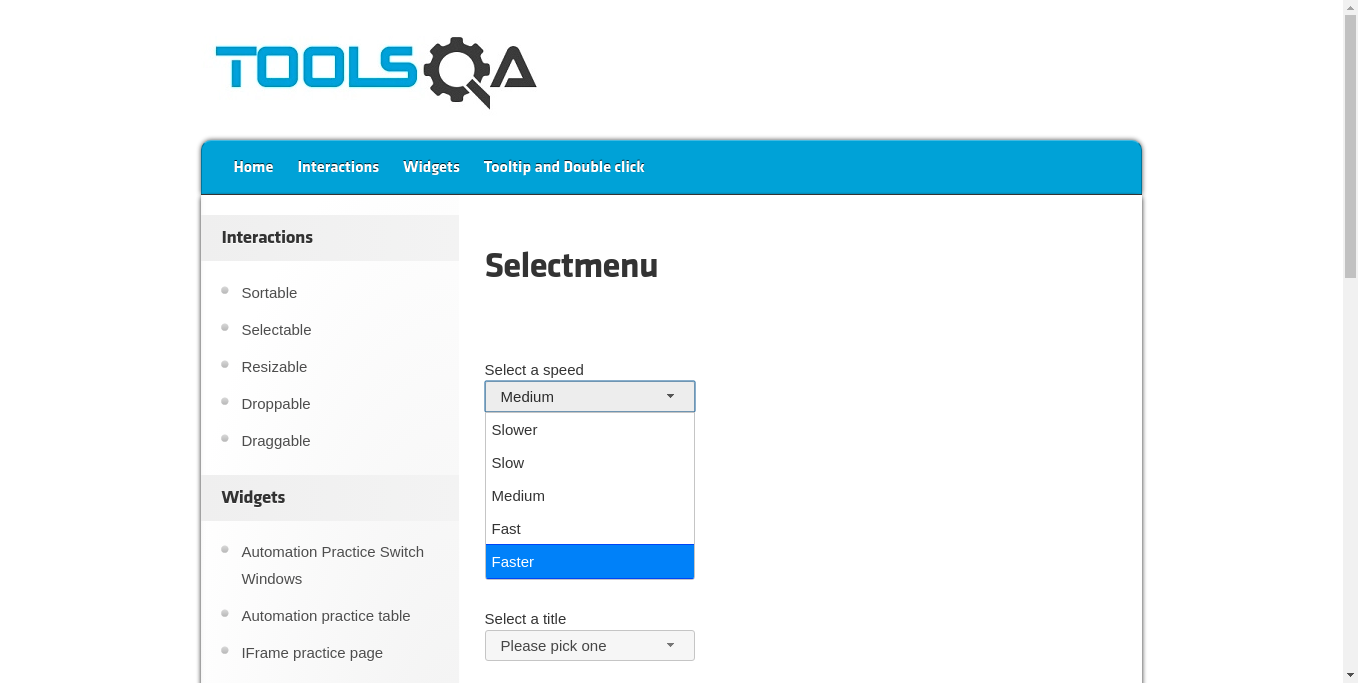 TOOLSQA
Home Interactions Widgets Tooltip and Double click
Interactions
Sortable
Selectable
Resizable
Droppable
Draggable
Widgets
Automation Practice Switch
Windows
Automation practice table
IFrame practice page
Selectmenu
Select a speed
Medium
Slower
Slow
Medium
Fast
Faster
Select a title
Please pick one